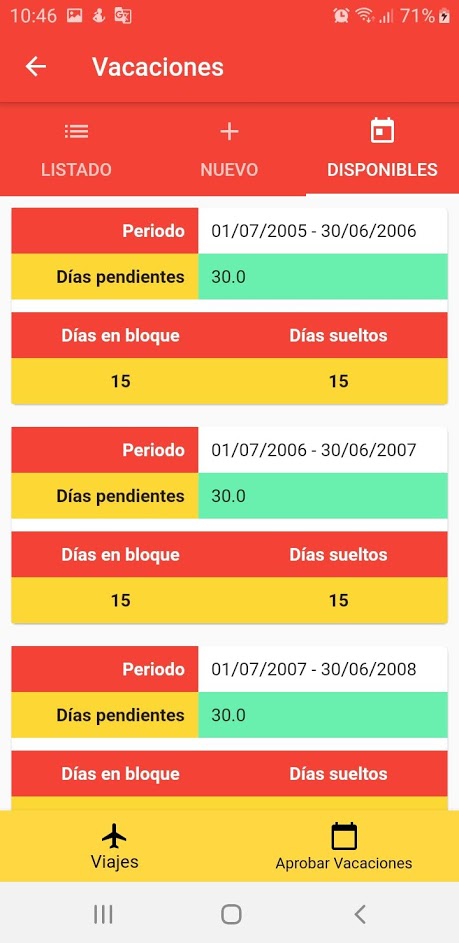 10:46 71%
Vacaciones
LISTADO NUEVO DISPONIBLES
Periodo 01/07/2005 - 30/06/2006
Días pendientes 30.0
Días en bloque Días sueltos
15 15
Periodo 01/07/2006 - 30/06/2007
Días pendientes 30.0
Días en bloque Días sueltos
15 15
Periodo 01/07/2007 - 30/06/2008
Días pendientes 30.0
Días en bloque Días sueltos
Viajes Aprobar Vacaciones